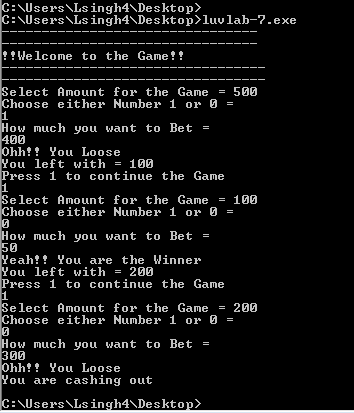 C:\Users\Lsingh4\Desktop>
C:\Users\Lsingh4\Desktop>luvlab-7.exe
---------------------------------
---------------------------------
!!Welcome to the Game!!
----------------------------------
----------------------------------
Select Amount for the Game = 500
Choose either Number 1 or 0 =
1
How much you want to Bet =
400
Ohh!! You Loose
You left with = 100
Press 1 to continue the Game
1
Select Amount for the Game = 100
Choose either Number 1 or 0 =
0
How much you want to Bet =
50
Yeah!! You are the Winner
You left with = 200
Press 1 to continue the Game
1
Select Amount for the Game = 200
Choose either Number 1 or 0 =
0
How much you want to Bet =
300
Ohh!! You Loose
You are cashing out
C:\Users\Lsingh4\Desktop>